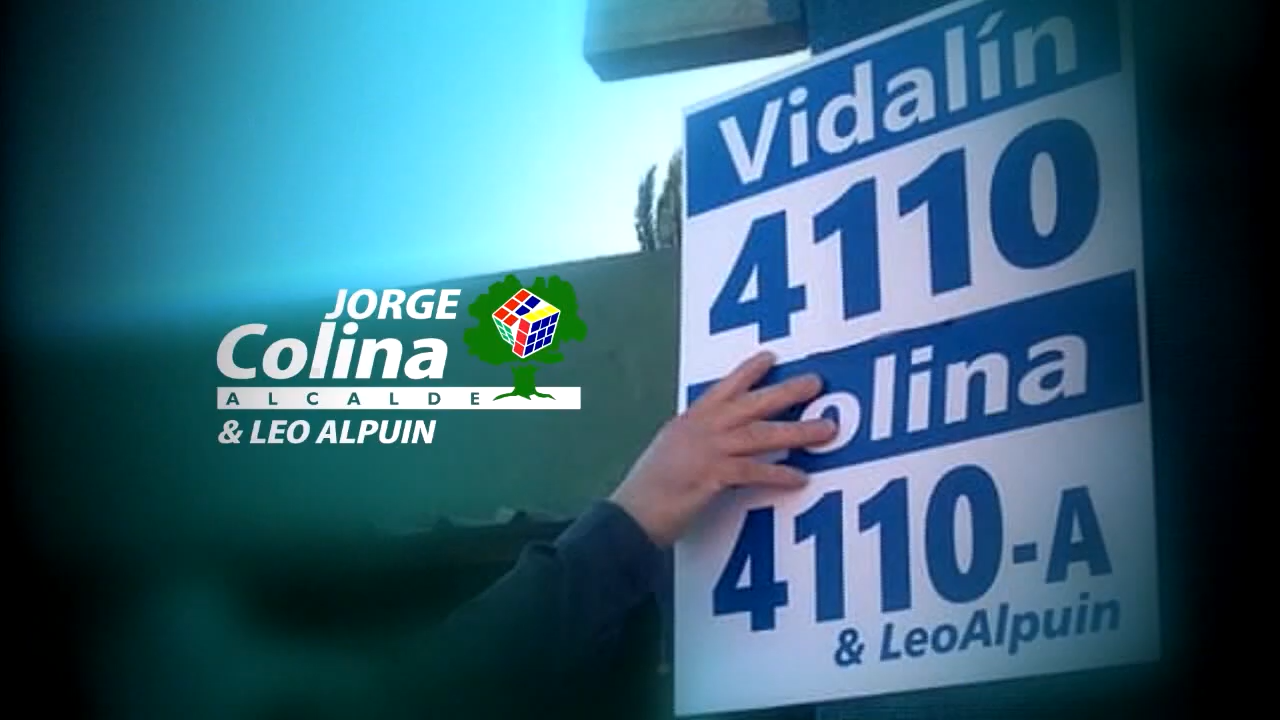 JORGE
Colina
ALCALDE
& LEO ALPUIN
Vidalín
4110
olina
4110-A
& LeoAlpuin